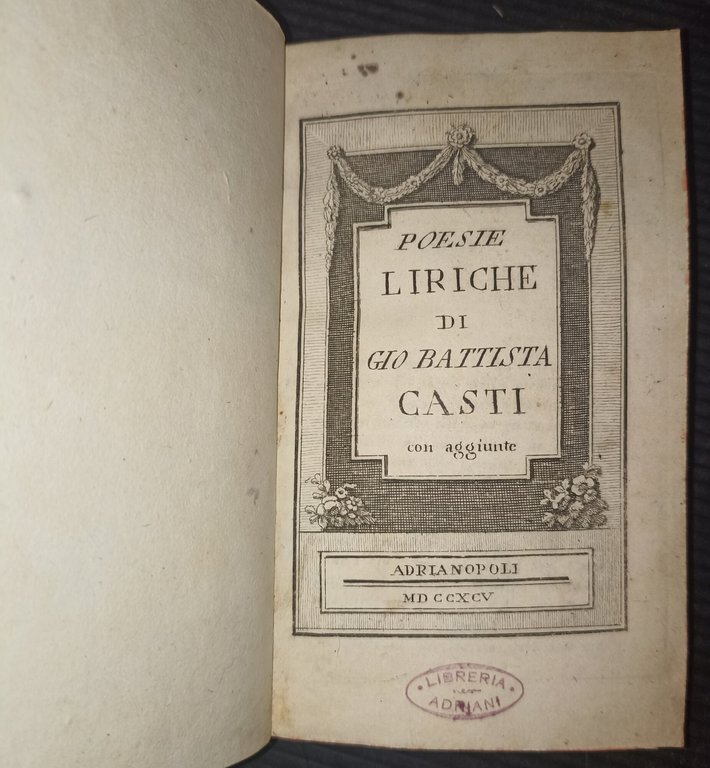 POESIE
LIRICHE
DI
GIO BATTISTA
CASTI
con aggiunte
ADRIANOPOLI
MDCCXCV
LIBRERIA
ADRIANI